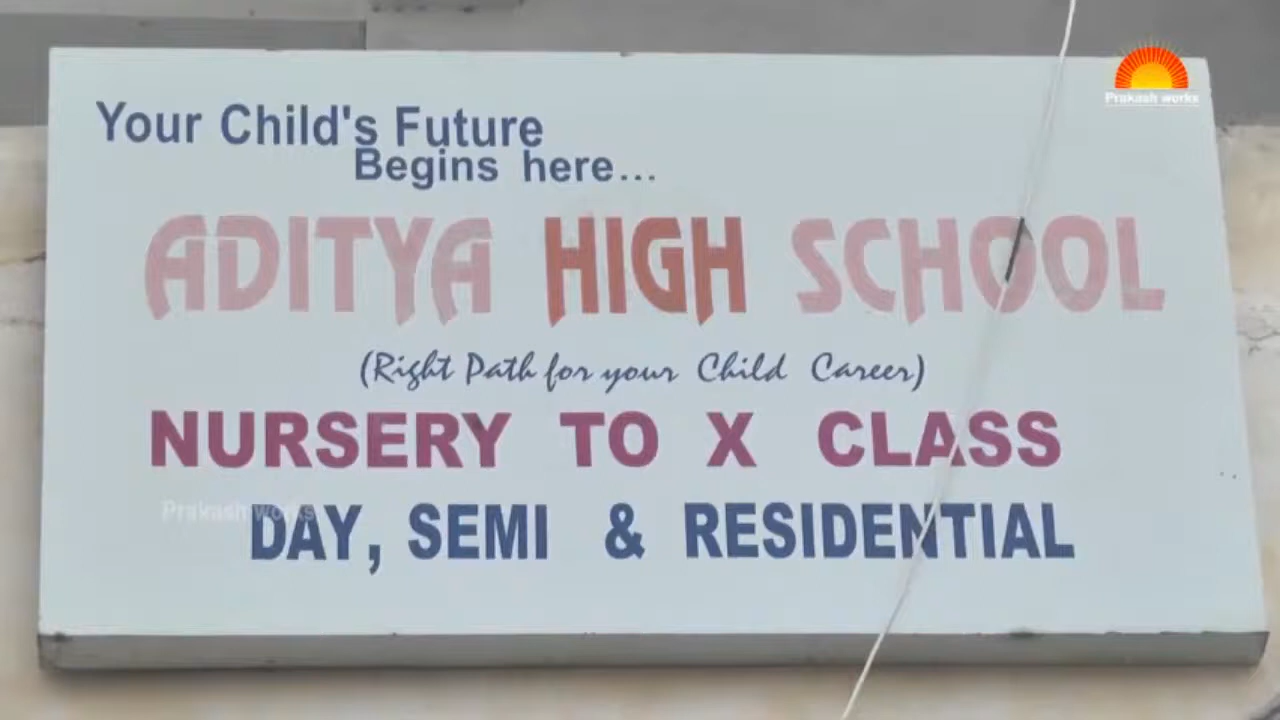 Prakash works
Your Child's Future
Begins here...
ADITYA HIGH SCHOOL
(Right Path for your Child Career)
NURSERY TO X CLASS
Prakash works
DAY, SEMI & RESIDENTIAL